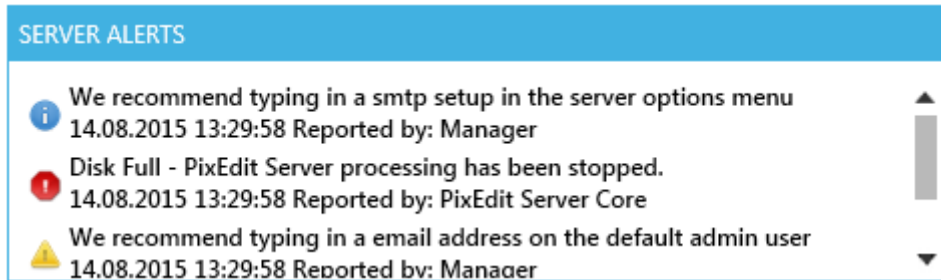 SERVER ALERTS
We recommend typing in a smtp setup in the server options menu
14.08.2015 13:29:58 Reported by: Manager
Disk Full - PixEdit Server processing has been stopped.
14.08.2015 13:29:58 Reported by: PixEdit Server Core
We recommend typing in a email address on the default admin user
14.08.2015 13:29:58 Reported by: Manager